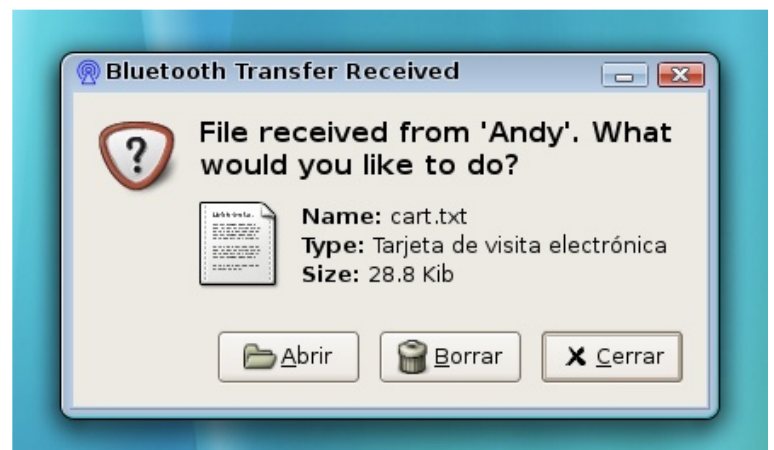 Bluetooth Transfer Received
File received from 'Andy'. What
would you like to do?
Name: cart.txt
Type: Tarjeta de visita electrónica
Size: 28.8 Kib
Abrir
Borrar
Cerrar